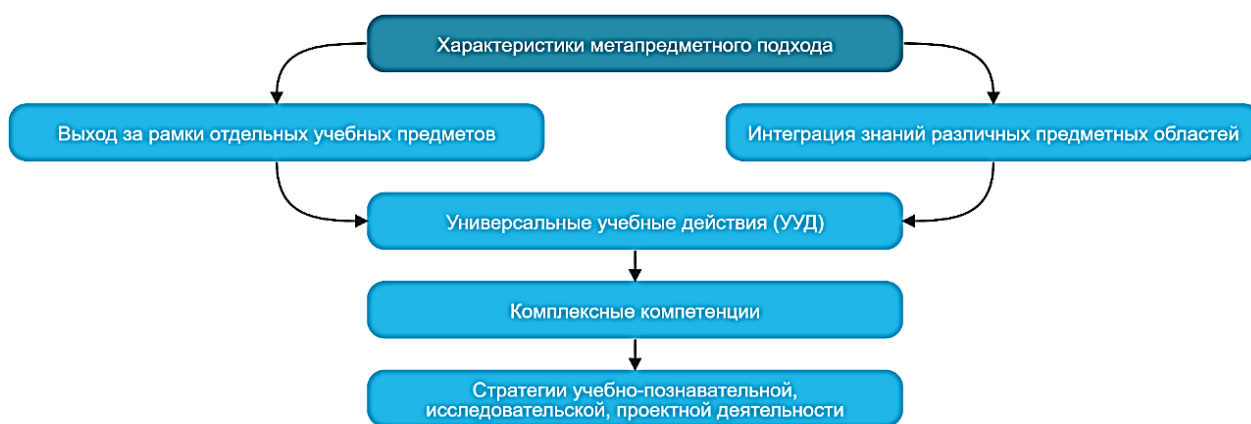 Характеристики метапредметного подхода
Выход за рамки отдельных учебных предметов
Интеграция знаний различных предметных областей
Универсальные учебные действия (УУД)
Комплексные компетенции
Стратегии учебно-познавательной,
исследовательской, проектной деятельности